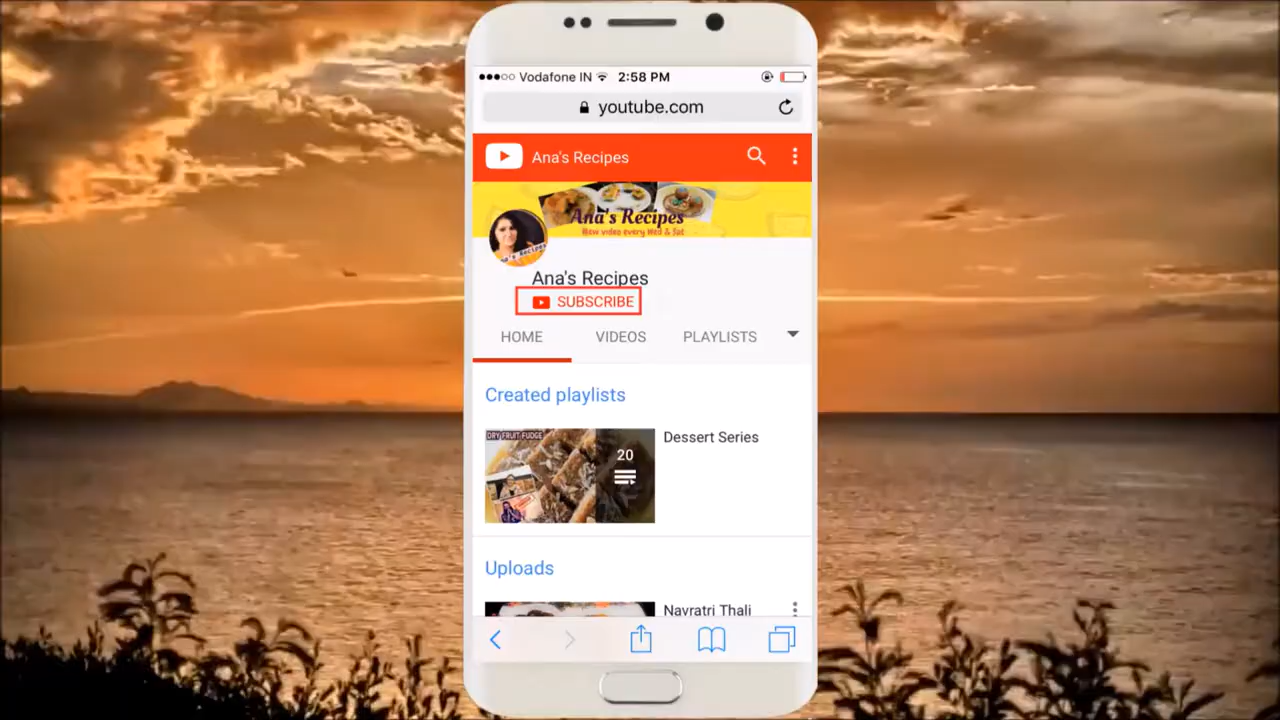 Vodafone IN 2:58 PM
youtube.com
Ana's Recipes
Ana's Recipes
New video every Wed & Sat
Ana's Recipes
SUBSCRIBE
HOME VIDEOS PLAYLISTS
Created playlists
DRY FRUIT FUDGE
20
Dessert Series
Uploads
Navratri Thali